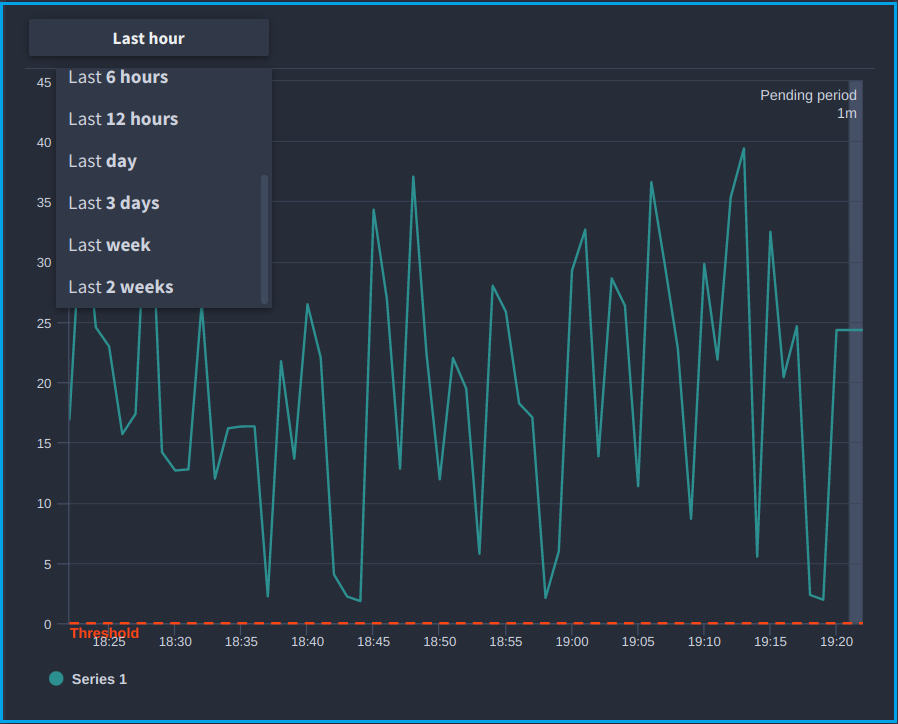 Last hour
Last 6 hours
Last 12 hours
Last day
Last 3 days
Last week
Last 2 weeks
Pending period
1m
45
40
35
30
25
20
15
10
5
0
Threshold
18:25
18:30
18:35
18:40
18:45
18:50
18:55
19:00
19:05
19:10
19:15
19:20
Series 1